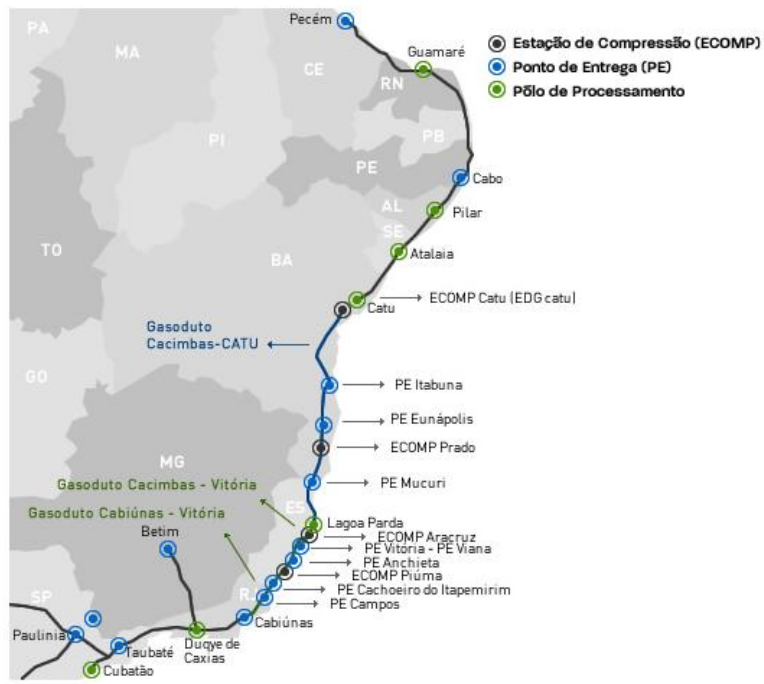 PA
MA
Pecém
CE
Guamaré
RN
Estação de Compressão (ECOMP)
Ponto de Entrega (PE)
Pôlo de Processamento
PI
PB
PE
Cabo
AL
Pilar
SE
TO
BA
Atalaia
ECOMP Catu (EDG catu)
Catu
Gasoduto
Cacimbas-CATU
GO
PE Itabuna
PE Eunápolis
ECOMP Prado
MG
PE Mucuri
Gasoduto Cacimbas - Vitória
ES
Gasoduto Cabiúnas - Vitória
Lagoa Parda
Betim
ECOMP Aracruz
PE Vitória - PE Viana
PE Anchieta
ECOMP Piúma
SP
R.
PE Cachoeiro do Itapemirim
PE Campos
Cabiúnas
Paulinia
Taubaté
Duqye de
Caxias
Cubatão